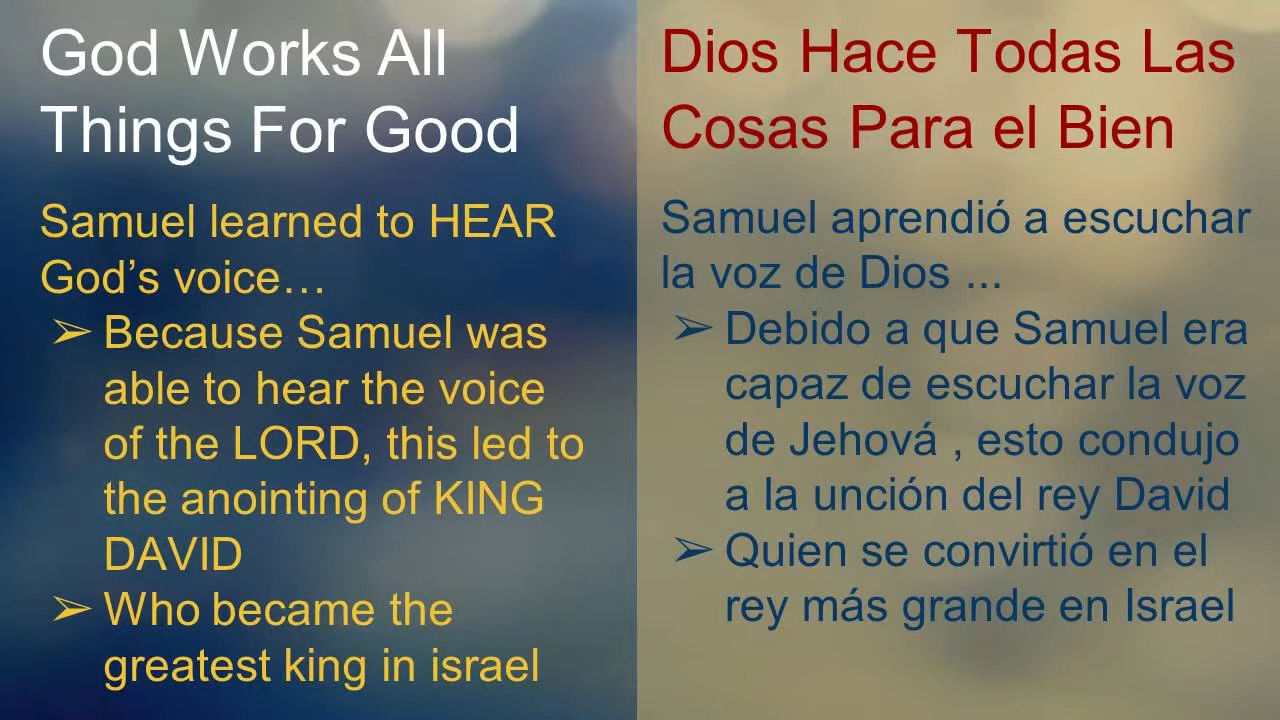 God Works All
Things For Good
Samuel learned to HEAR
God’s voice…
➢ Because Samuel was
able to hear the voice
of the LORD, this led to
the anointing of KING
DAVID
➢ Who became the
greatest king in israel
Dios Hace Todas Las
Cosas Para el Bien
Samuel aprendió a escuchar
la voz de Dios ...
➢ Debido a que Samuel era
capaz de escuchar la voz
de Jehová , esto condujo
a la unción del rey David
➢ Quien se convirtió en el
rey más grande en Israel